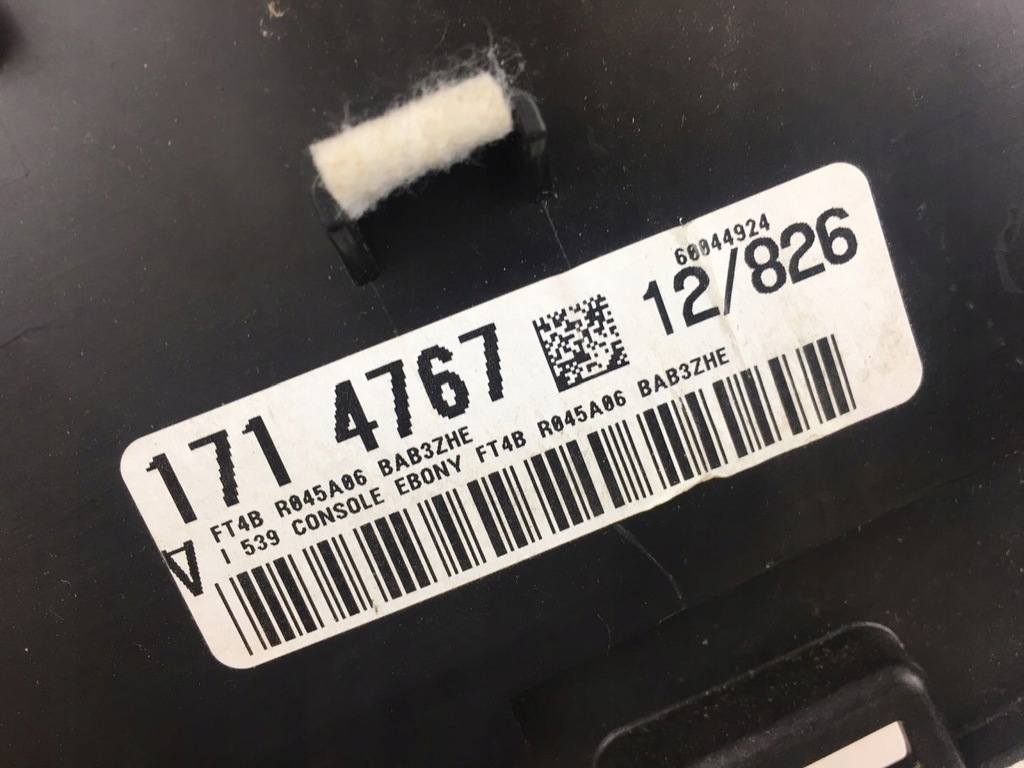 60044924
171 4767 12/826
FT4B R045A06 BAB3ZHE
I 539 CONSOLE EBONY FT4B R045A06 BAB3ZHE
A